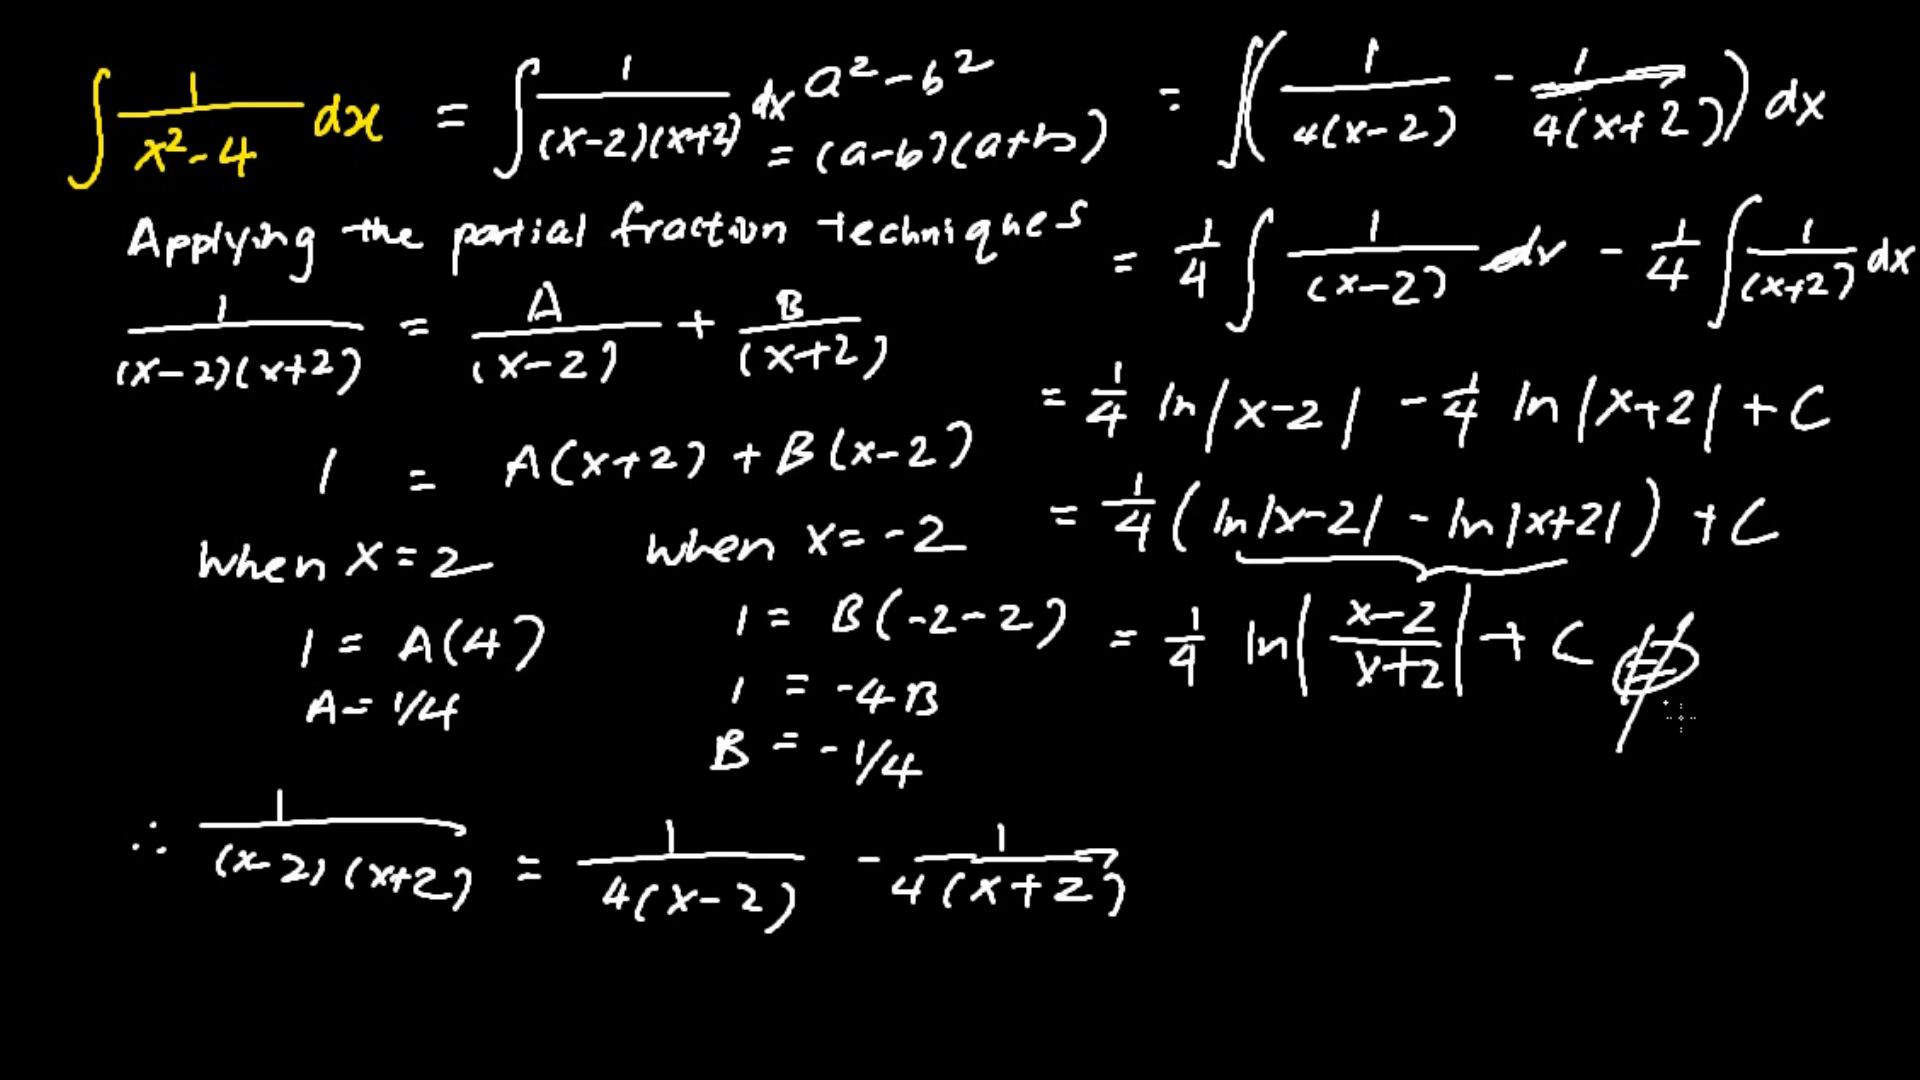 ∫ 1/(x²-4) dx = ∫ 1/((x-2)(x+2)) dx
a² - b²
= (a-b)(a+b)
Applying the partial fraction techniques
1/((x-2)(x+2)) = A/(x-2) + B/(x+2)
1 = A(x+2) + B(x-2)
when x = 2
1 = A(4)
A = 1/4
when x = -2
1 = B(-2-2)
1 = -4B
B = -1/4
∴ 1/((x-2)(x+2)) = 1/(4(x-2)) - 1/(4(x+2))
= ∫(1/(4(x-2)) - 1/(4(x+2))) dx
= 1/4 ∫ 1/(x-2) dx - 1/4 ∫ 1/(x+2) dx
= 1/4 ln|x-2| - 1/4 ln|x+2| + C
= 1/4 (ln|x-2| - ln|x+2|) + C
= 1/4 ln|(x-2)/(x+2)| + C